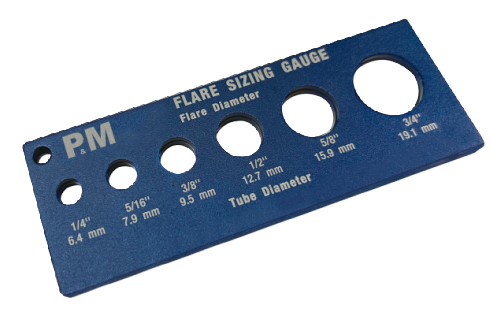 FLARE SIZING GAUGE
Flare Diameter
P&M
1/4"
6.4 mm
5/16"
7.9 mm
3/8"
9.5 mm
1/2"
12.7 mm
5/8"
15.9 mm
3/4"
19.1 mm
Tube Diameter